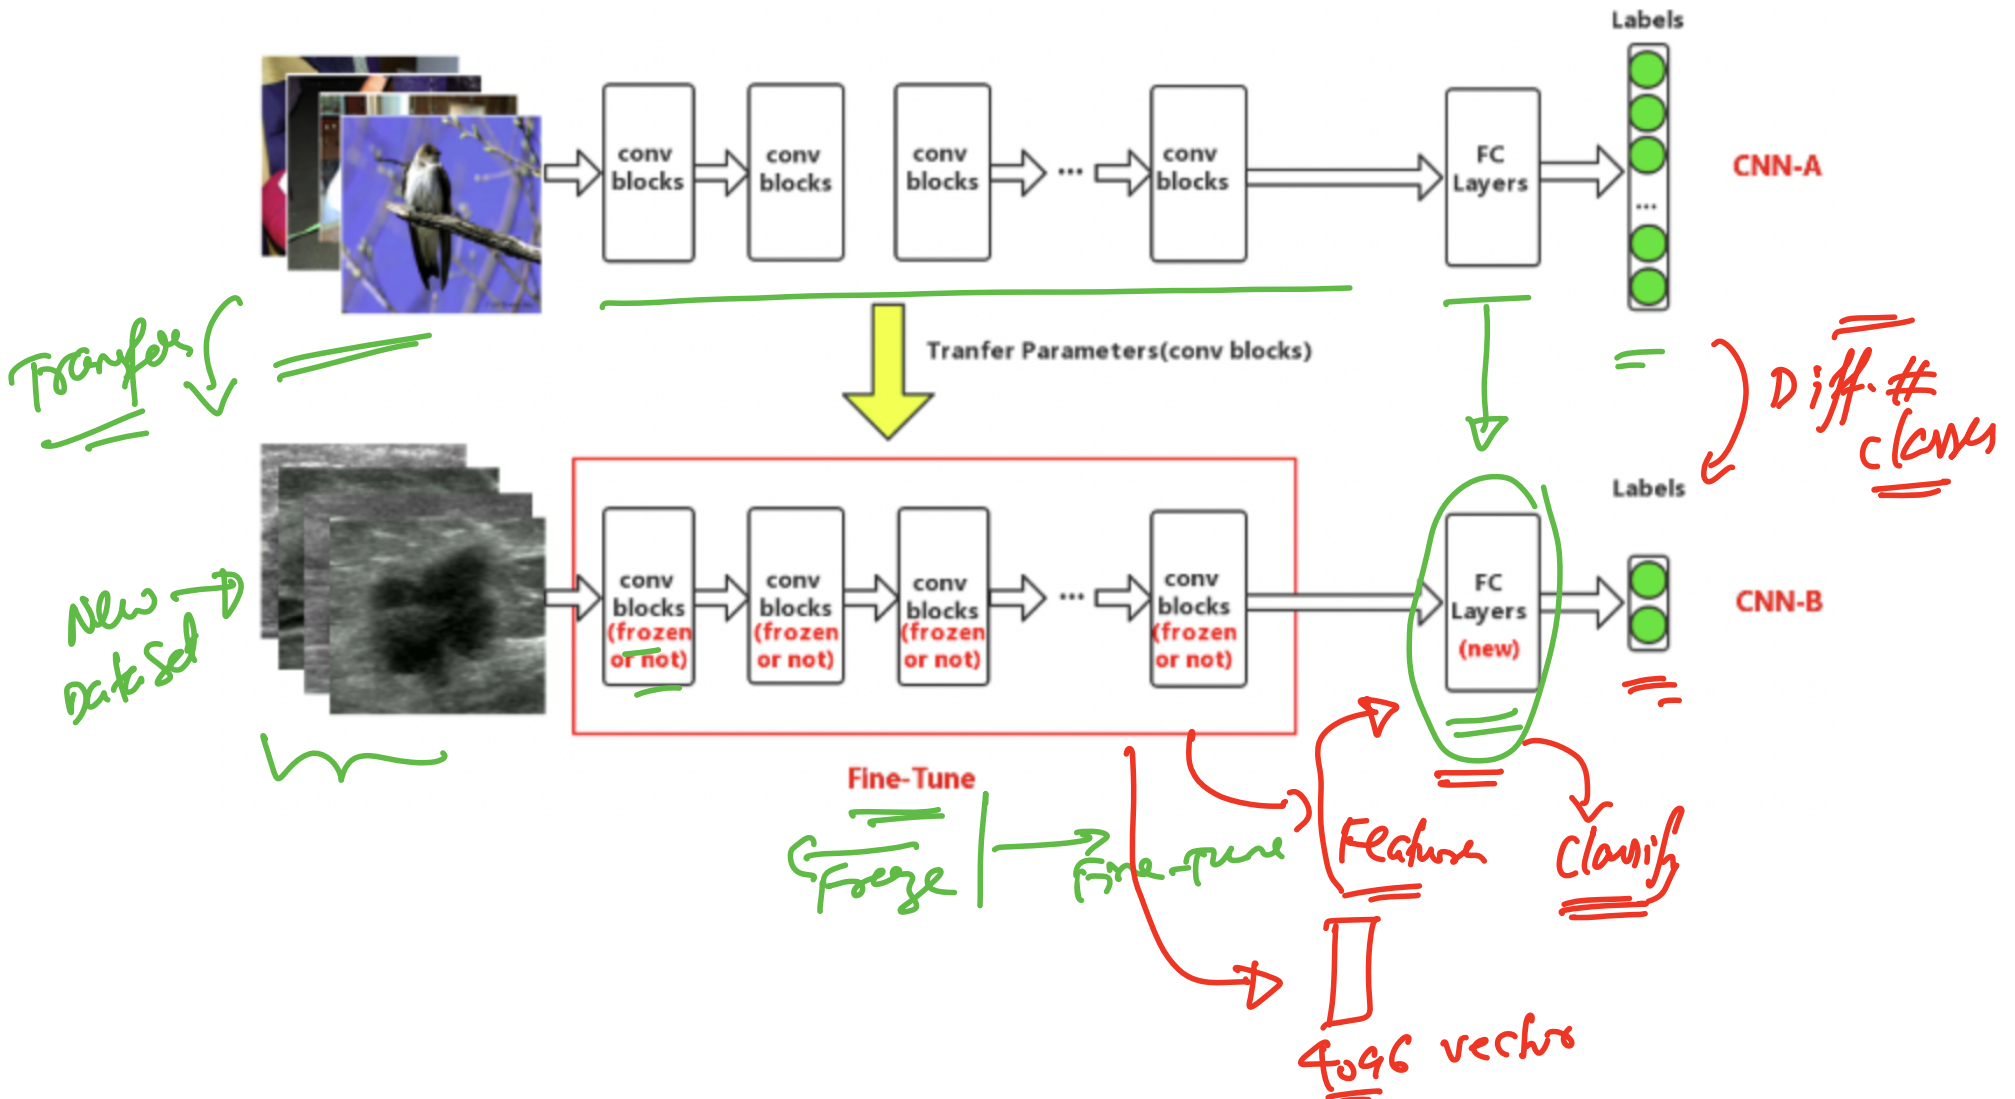 Labels
conv
blocks
conv
blocks
conv
blocks
...
conv
blocks
FC
Layers
...
CNN-A
Tranfer Parameters(conv blocks)
Transfer
Diff. #
classes
Labels
New
Dataset
conv
blocks
(frozen
or not)
conv
blocks
(frozen
or not)
conv
blocks
(frozen
or not)
...
conv
blocks
(frozen
or not)
FC
Layers
(new)
CNN-B
Fine-Tune
Freeze
Fine-Tune
Feature
Classif
4096 vector